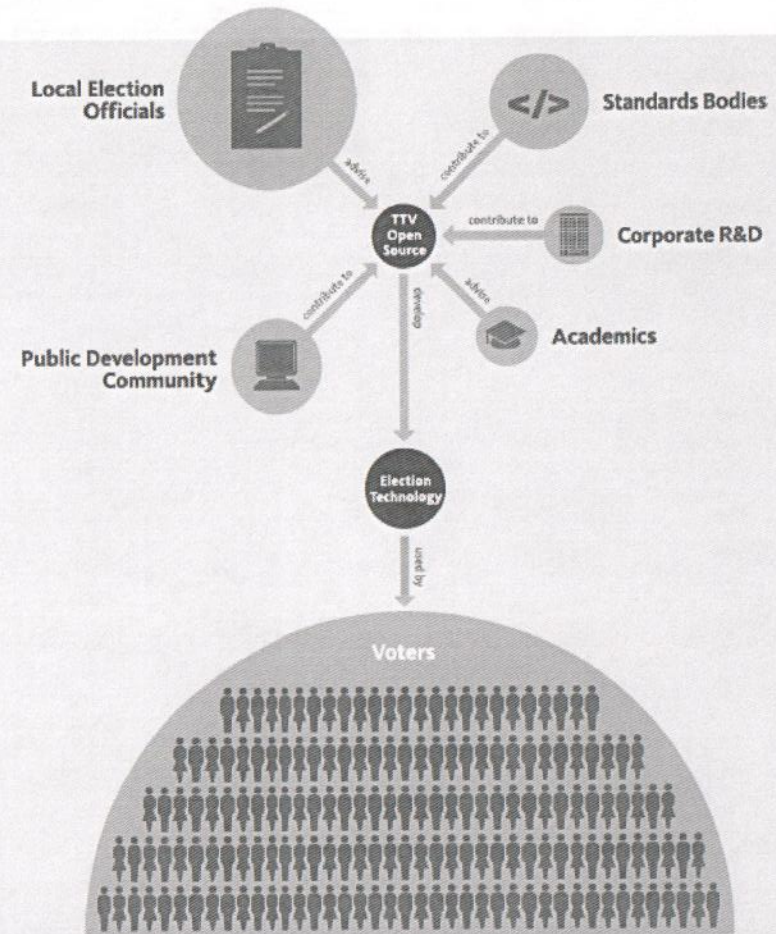 Local Election
Officials
</>
Standards Bodies
advise
contribute to
TTV
Open
Source
contribute to
Corporate R&D
contribute to
develop
advise
Academics
Public Development
Community
Election
Technology
used by
Voters